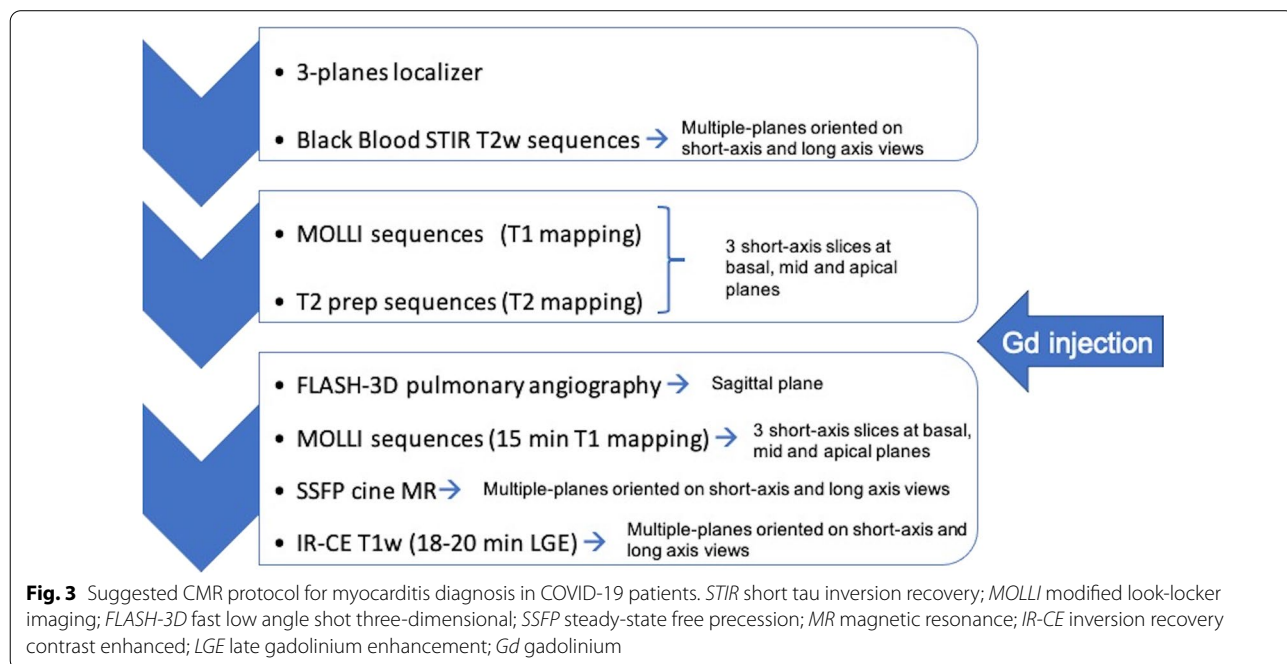 • 3-planes localizer
• Black Blood STIR T2w sequences → Multiple-planes oriented on
short-axis and long axis views
• MOLLI sequences (T1 mapping)
• T2 prep sequences (T2 mapping)
3 short-axis slices at
basal, mid and apical
planes
Gd injection
• FLASH-3D pulmonary angiography → Sagittal plane
• MOLLI sequences (15 min T1 mapping) → 3 short-axis slices at basal,
mid and apical planes
• SSFP cine MR → Multiple-planes oriented on short-axis and long axis views
• IR-CE T1w (18-20 min LGE) → Multiple-planes oriented on short-axis and
long axis views
Fig. 3 Suggested CMR protocol for myocarditis diagnosis in COVID-19 patients. STIR short tau inversion recovery; MOLLI modified look-locker
imaging; FLASH-3D fast low angle shot three-dimensional; SSFP steady-state free precession; MR magnetic resonance; IR-CE inversion recovery
contrast enhanced; LGE late gadolinium enhancement; Gd gadolinium